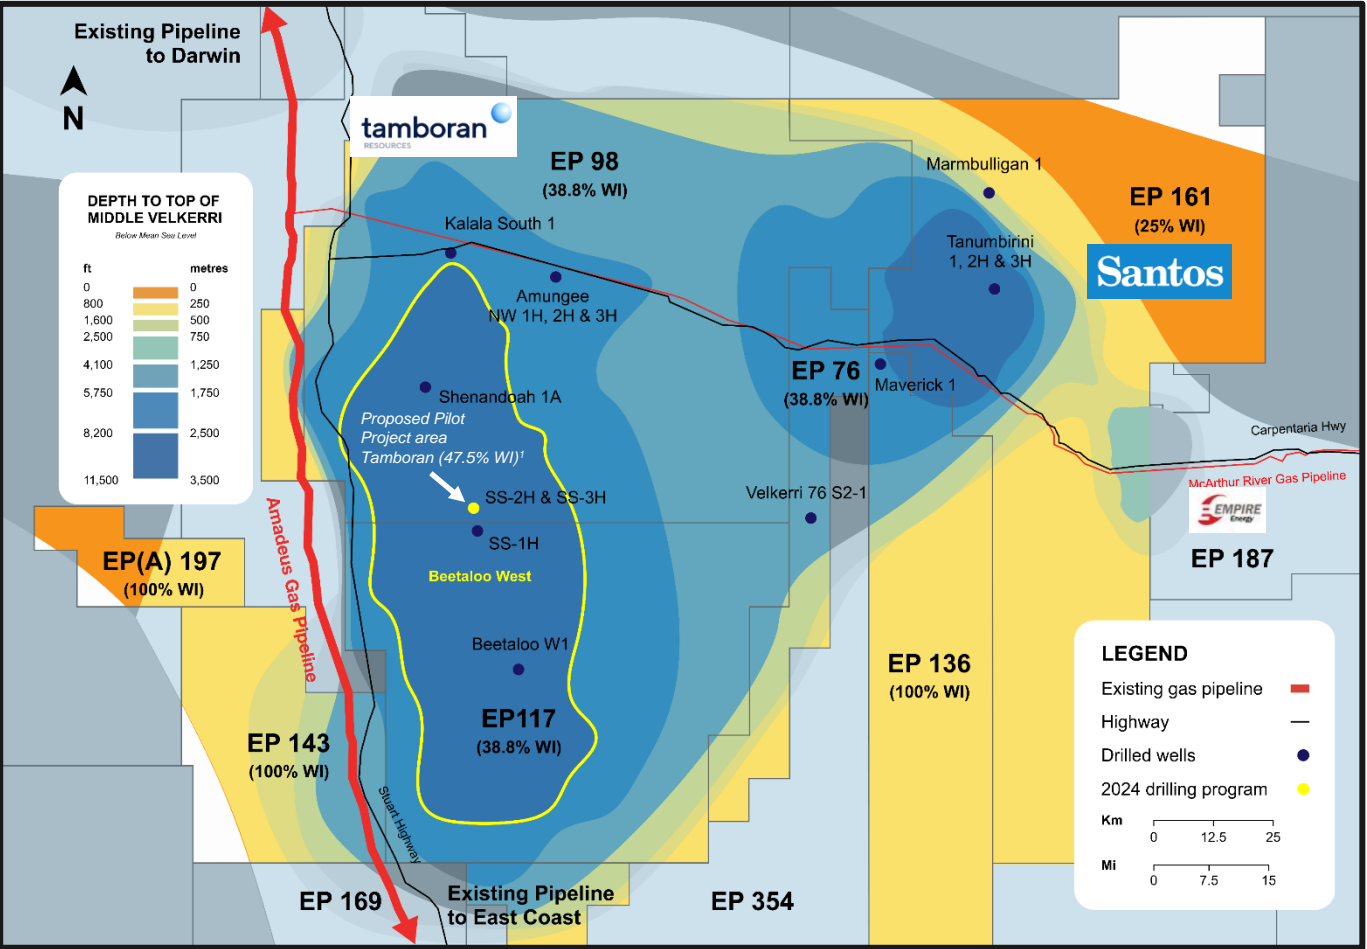 Existing Pipeline
to Darwin
N
tamboran
RESOURCES
EP 98
(38.8% WI)
Marmbulligan 1
EP 161
(25% WI)
Santos
DEPTH TO TOP OF
MIDDLE VELKERRI
Below Mean Sea Level
ft metres
0 0
800 250
1,600 500
2,500 750
4,100 1,250
5,750 1,750
8,200 2,500
11,500 3,500
Kalala South 1
Tanumbirini
1, 2H & 3H
Amungee
NW 1H, 2H & 3H
EP 76
(38.8% WI)
Maverick 1
Shenandoah 1A
Proposed Pilot
Project area
Tamboran (47.5% WI)¹
Carpentaria Hwy
McArthur River Gas Pipeline
EMPIRE
Energy
EP 187
SS-2H & SS-3H
Velkerri 76 S2-1
SS-1H
Beetaloo West
EP(A) 197
(100% WI)
Amadeus Gas Pipeline
Beetaloo W1
EP117
(38.8% WI)
EP 136
(100% WI)
EP 143
(100% WI)
Stuart Highway
EP 169
Existing Pipeline
to East Coast
EP 354
LEGEND
Existing gas pipeline
Highway
Drilled wells
2024 drilling program
Km
0 12.5 25
Mi
0 7.5 15